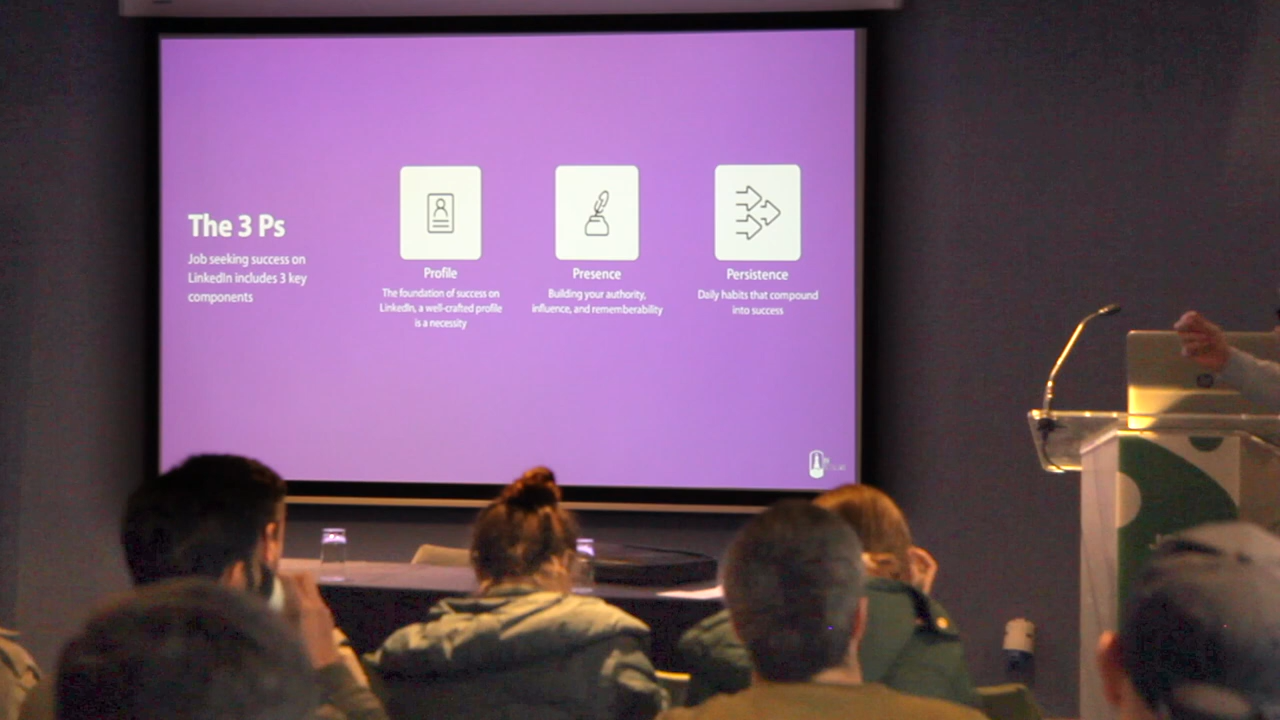 The 3 Ps
Job seeking success on
LinkedIn includes 3 key
components
Profile
The foundation of success on
LinkedIn, a well-crafted profile
is a necessity
Presence
Building your authority,
influence, and rememberability
Persistence
Daily habits that compound
into success